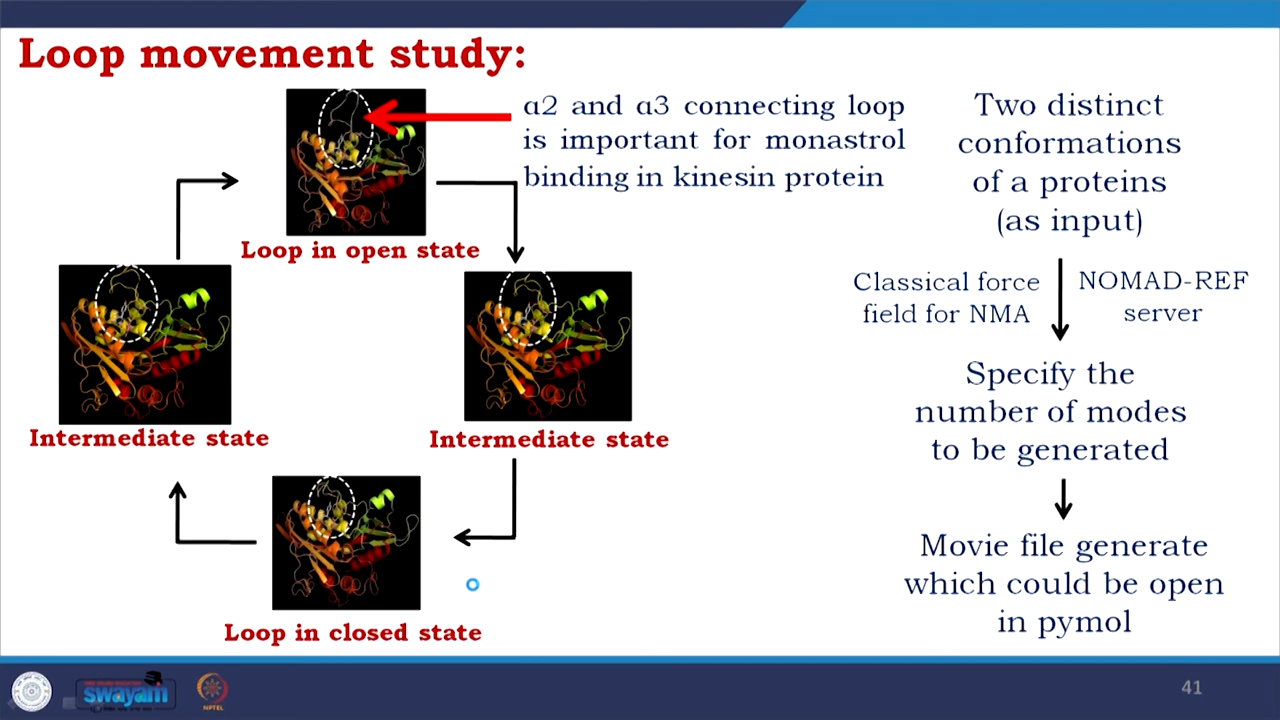 Loop movement study:
α2 and α3 connecting loop
is important for monastrol
binding in kinesin protein
Loop in open state
Intermediate state
Intermediate state
Loop in closed state
Two distinct
conformations
of a proteins
(as input)
Classical force
field for NMA
NOMAD-REF
server
Specify the
number of modes
to be generated
Movie file generate
which could be open
in pymol
swayam
NPTEL
41